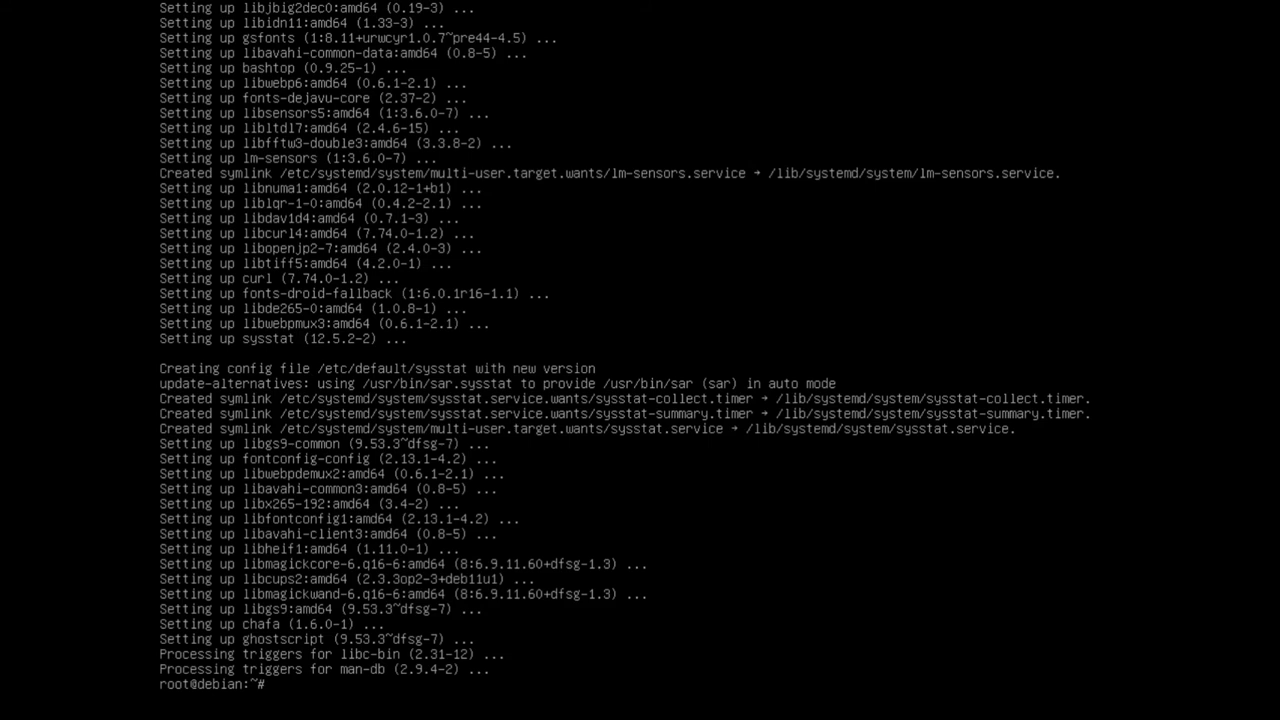 Setting up libjbig2dec0:amd64 (0.19-3) ...
Setting up libidn11:amd64 (1.33-3) ...
Setting up gsfonts (1:8.11+urwcyr1.0.7~pre44-4.5) ...
Setting up libavahi-common-data:amd64 (0.8-5) ...
Setting up bashtop (0.9.25-1) ...
Setting up libwebp6:amd64 (0.6.1-2.1) ...
Setting up fonts-dejavu-core (2.37-2) ...
Setting up libsensors5:amd64 (1:3.6.0-7) ...
Setting up libltdl7:amd64 (2.4.6-15) ...
Setting up libfftw3-double3:amd64 (3.3.8-2) ...
Setting up lm-sensors (1:3.6.0-7) ...
Created symlink /etc/systemd/system/multi-user.target.wants/lm-sensors.service → /lib/systemd/system/lm-sensors.service.
Setting up libnuma1:amd64 (2.0.12-1+b1) ...
Setting up liblqr-1-0:amd64 (0.4.2-2.1) ...
Setting up libdav1d4:amd64 (0.7.1-3) ...
Setting up libcurl4:amd64 (7.74.0-1.2) ...
Setting up libopenjp2-7:amd64 (2.4.0-3) ...
Setting up libtiff5:amd64 (4.2.0-1) ...
Setting up curl (7.74.0-1.2) ...
Setting up fonts-droid-fallback (1:6.0.1r16-1.1) ...
Setting up libde265-0:amd64 (1.0.8-1) ...
Setting up libwebpmux3:amd64 (0.6.1-2.1) ...
Setting up sysstat (12.5.2-2) ...
Creating config file /etc/default/sysstat with new version
update-alternatives: using /usr/bin/sar.sysstat to provide /usr/bin/sar (sar) in auto mode
Created symlink /etc/systemd/system/sysstat.service.wants/sysstat-collect.timer → /lib/systemd/system/sysstat-collect.timer.
Created symlink /etc/systemd/system/sysstat.service.wants/sysstat-summary.timer → /lib/systemd/system/sysstat-summary.timer.
Created symlink /etc/systemd/system/multi-user.target.wants/sysstat.service → /lib/systemd/system/sysstat.service.
Setting up libgs9-common (9.53.3~dfsg-7) ...
Setting up fontconfig-config (2.13.1-4.2) ...
Setting up libwebpdemux2:amd64 (0.6.1-2.1) ...
Setting up libavahi-common3:amd64 (0.8-5) ...
Setting up libx265-192:amd64 (3.4-2) ...
Setting up libfontconfig1:amd64 (2.13.1-4.2) ...
Setting up libavahi-client3:amd64 (0.8-5) ...
Setting up libheif1:amd64 (1.11.0-1) ...
Setting up libmagickcore-6.q16-6:amd64 (8:6.9.11.60+dfsg-1.3) ...
Setting up libcups2:amd64 (2.3.3op2-3+deb11u1) ...
Setting up libmagickwand-6.q16-6:amd64 (8:6.9.11.60+dfsg-1.3) ...
Setting up libgs9:amd64 (9.53.3~dfsg-7) ...
Setting up chafa (1.6.0-1) ...
Setting up ghostscript (9.53.3~dfsg-7) ...
Processing triggers for libc-bin (2.31-12) ...
Processing triggers for man-db (2.9.4-2) ...
root@debian:~#